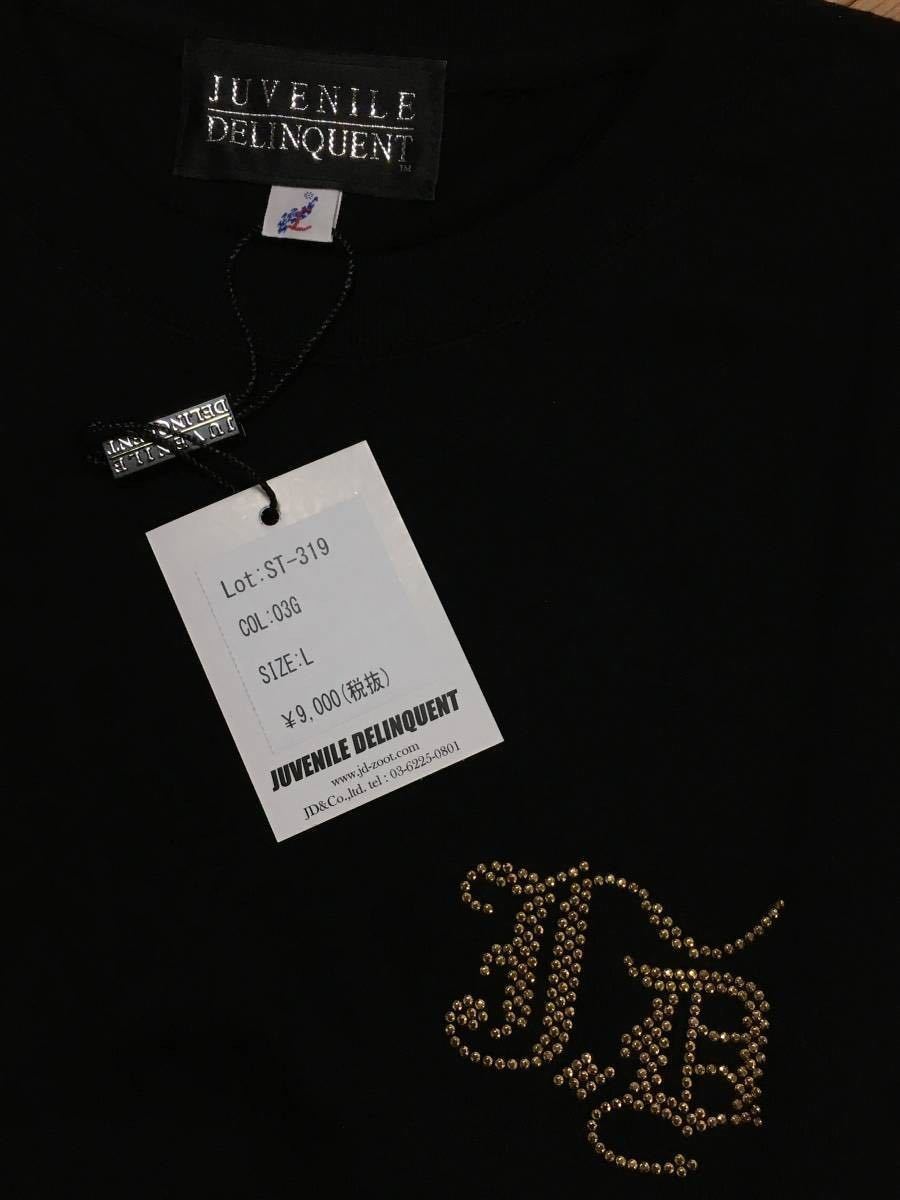 JUVENILE
DELINQUENT
TM
JUVENILE
DELINQUENT
Lot:ST-319
COL:03G
SIZE:L
¥9,000(税抜)
JUVENILE DELINQUENT
www.jd-zoot.com
JD&Co.,ltd. tel : 03-6225-0801
J.D